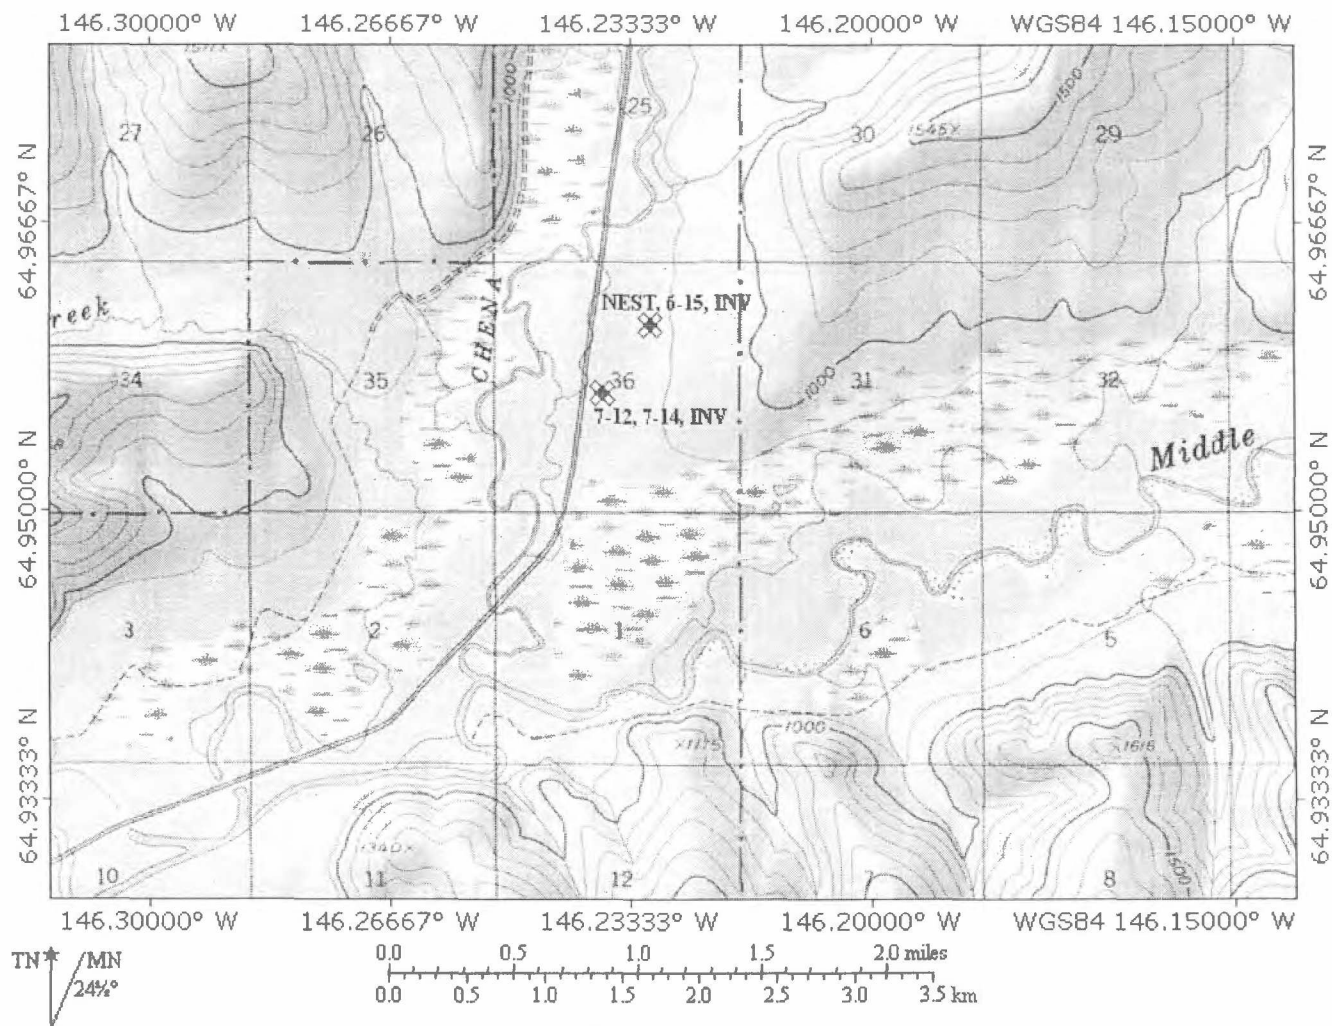 146.30000° W 146.26667° W 146.23333° W 146.20000° W WGS84 146.15000° W
1000
1500
25
27 26 30 1545X 29
64.96667° N
64.96667° N
CHENA
NEST, 6-15, INV
reek
34 35 36 1000 31 32
7-12, 7-14, INV
Middle
64.95000° N
64.95000° N
3 2 1 6 5
1000
X1175 X1616
64.93333° N
64.93333° N
1340X
1500
10 11 12 7 8
146.30000° W 146.26667° W 146.23333° W 146.20000° W WGS84 146.15000° W
TN MN
24½°
0.0 0.5 1.0 1.5 2.0 miles
0.0 0.5 1.0 1.5 2.0 2.5 3.0 3.5 km